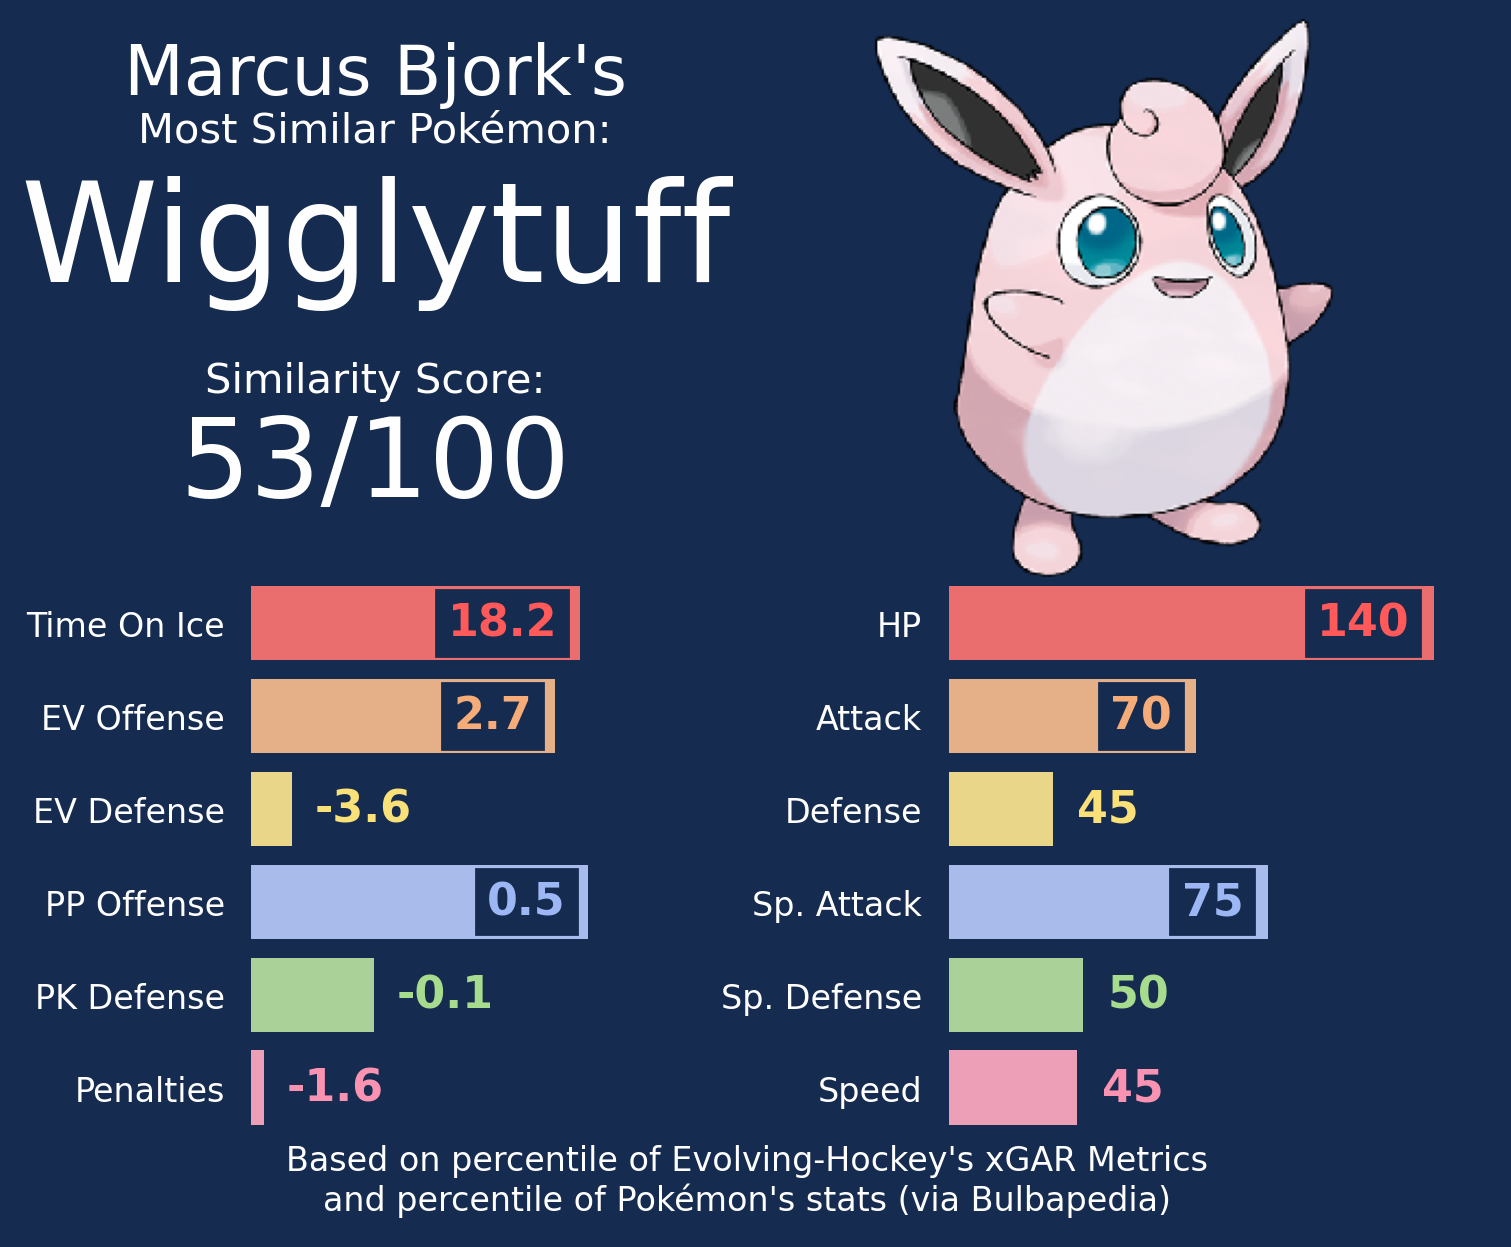 Marcus Bjork's
Most Similar Pokémon:
Wigglytuff
Similarity Score:
53/100
Time On Ice 18.2
EV Offense 2.7
EV Defense -3.6
PP Offense 0.5
PK Defense -0.1
Penalties -1.6
HP 140
Attack 70
Defense 45
Sp. Attack 75
Sp. Defense 50
Speed 45
Based on percentile of Evolving-Hockey's xGAR Metrics
and percentile of Pokémon's stats (via Bulbapedia)